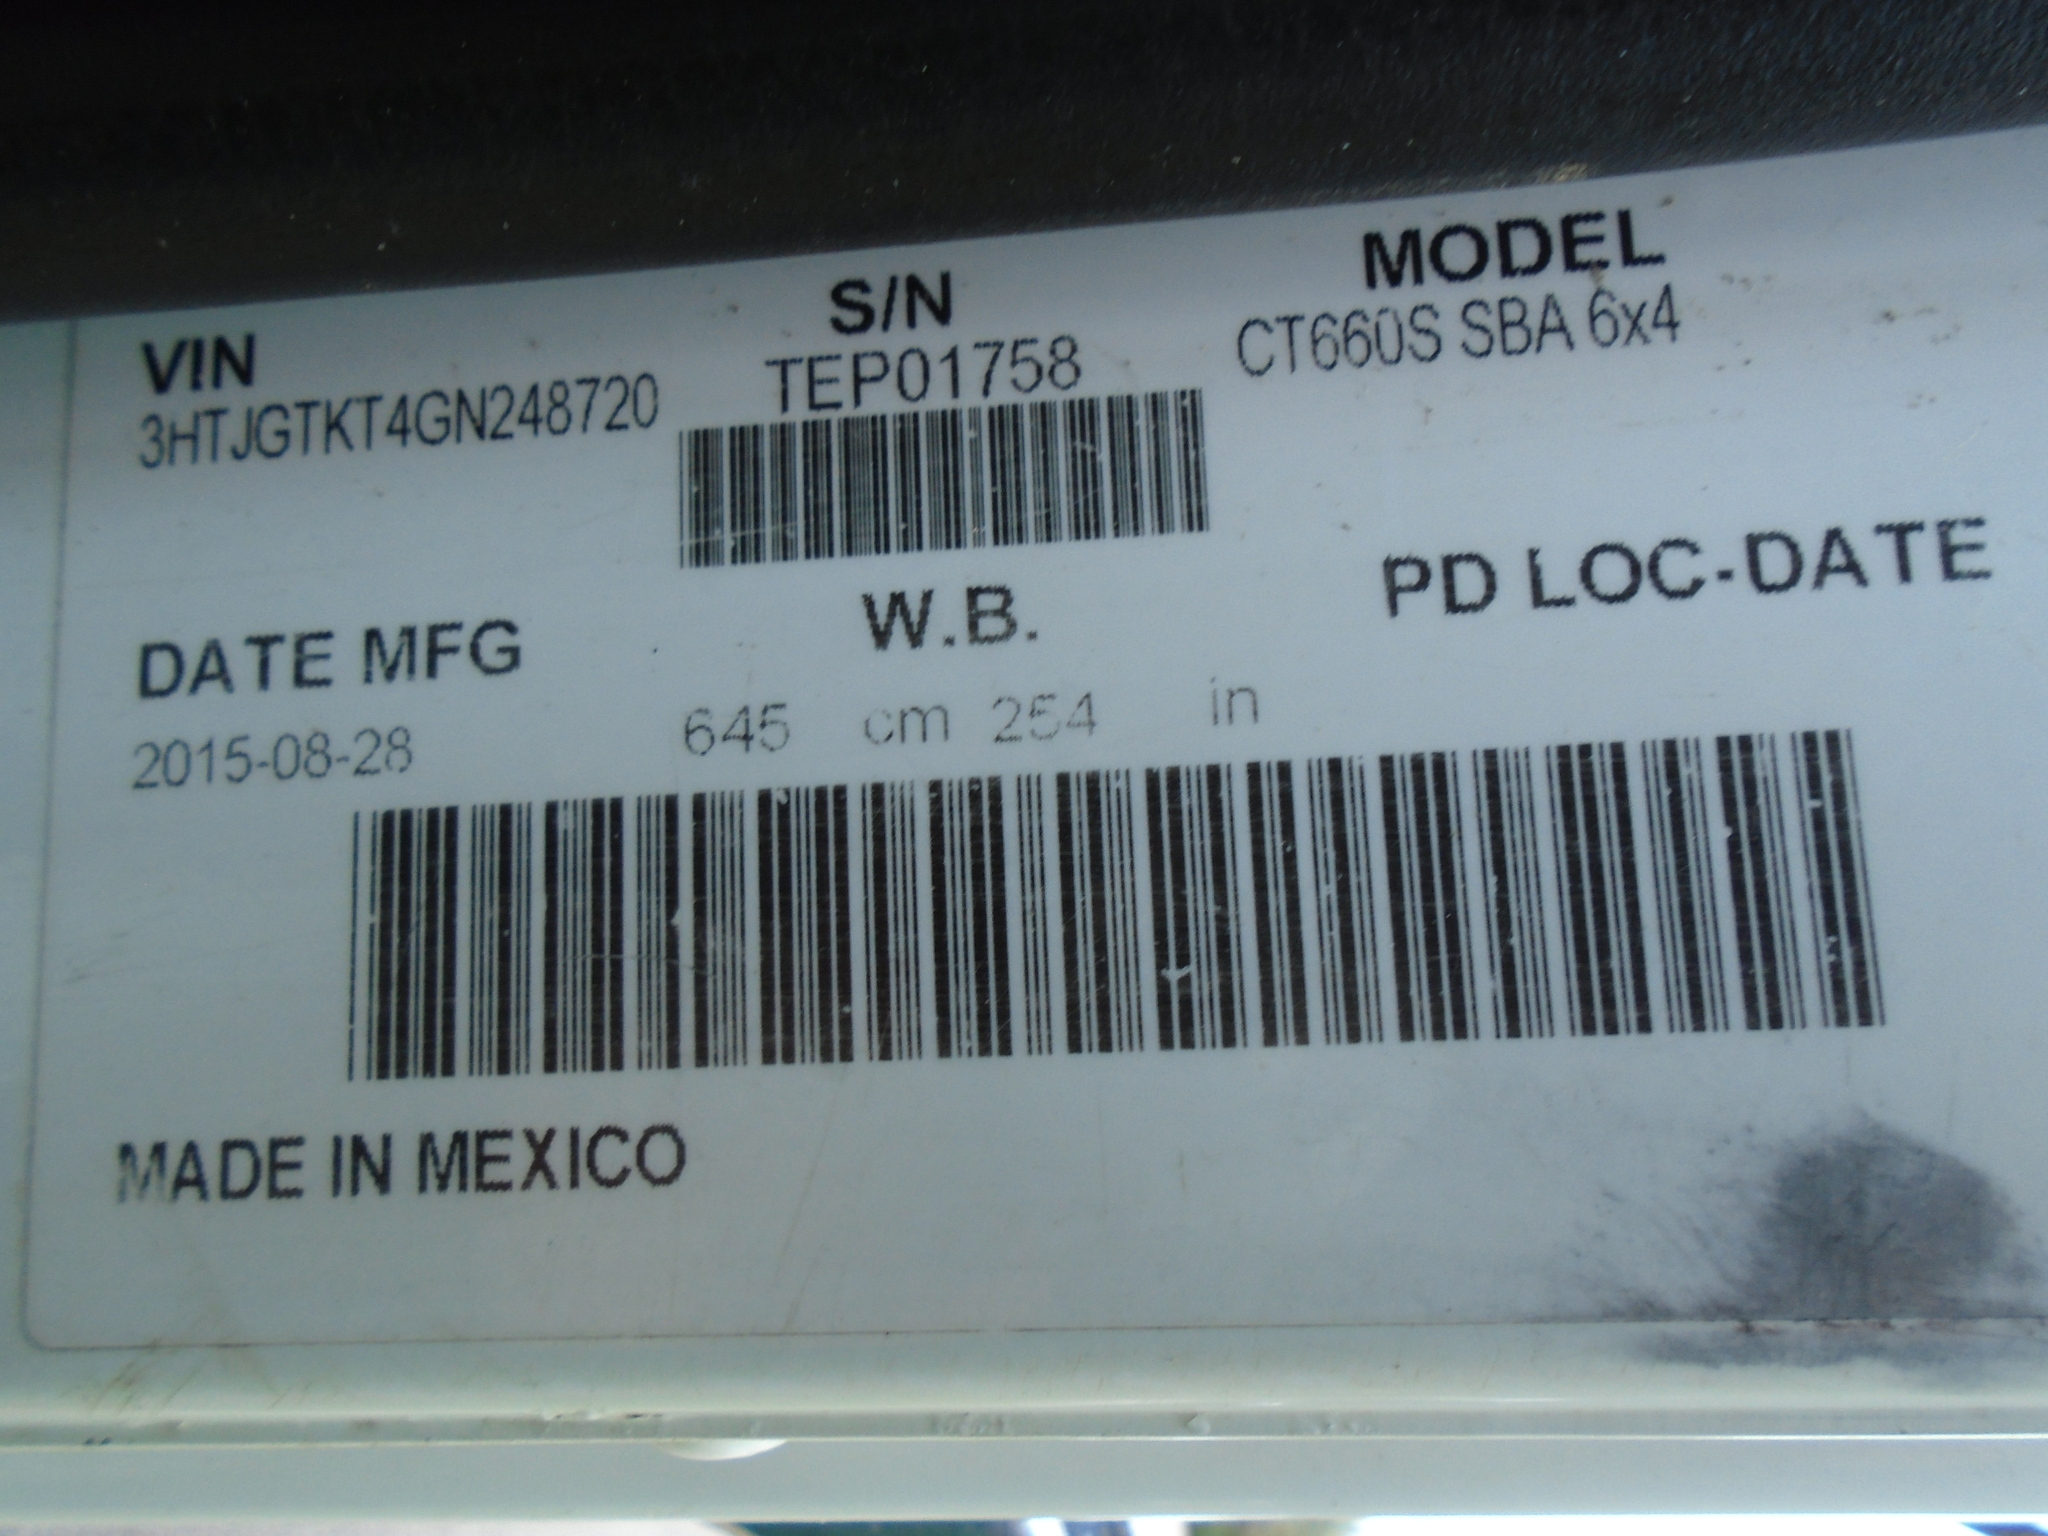 VIN S/N MODEL
3HTJGTKT4GN248720 TEP01758 CT660S SBA 6x4
DATE MFG W.B. PD LOC-DATE
2015-08-28 645 cm 254 in
MADE IN MEXICO